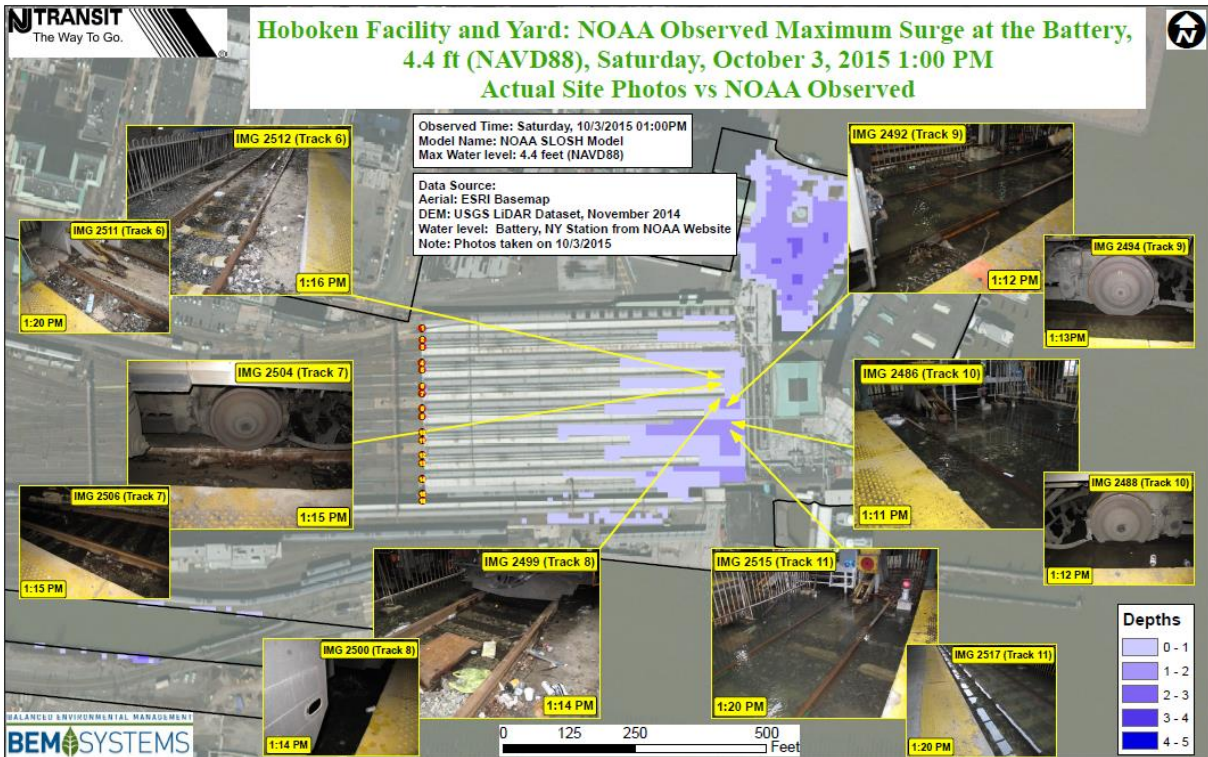 NJ TRANSIT
The Way To Go.
Hoboken Facility and Yard: NOAA Observed Maximum Surge at the Battery,
4.4 ft (NAVD88), Saturday, October 3, 2015 1:00 PM
Actual Site Photos vs NOAA Observed
N
Observed Time: Saturday, 10/3/2015 01:00PM
Model Name: NOAA SLOSH Model
Max Water level: 4.4 feet (NAVD88)
Data Source:
Aerial: ESRI Basemap
DEM: USGS LiDAR Dataset, November 2014
Water level: Battery, NY Station from NOAA Website
Note: Photos taken on 10/3/2015
IMG 2512 (Track 6)
1:16 PM
IMG 2511 (Track 6)
1:20 PM
IMG 2492 (Track 9)
1:12 PM
IMG 2494 (Track 9)
1:13PM
IMG 2504 (Track 7)
1:15 PM
IMG 2506 (Track 7)
1:15 PM
IMG 2486 (Track 10)
1:11 PM
IMG 2488 (Track 10)
1:12 PM
IMG 2499 (Track 8)
1:14 PM
IMG 2500 (Track 8)
1:14 PM
IMG 2515 (Track 11)
1:20 PM
IMG 2517 (Track 11)
1:20 PM
Depths
0 - 1
1 - 2
2 - 3
3 - 4
4 - 5
0 125 250 500
Feet
BALANCED ENVIRONMENTAL MANAGEMENT
BEM SYSTEMS